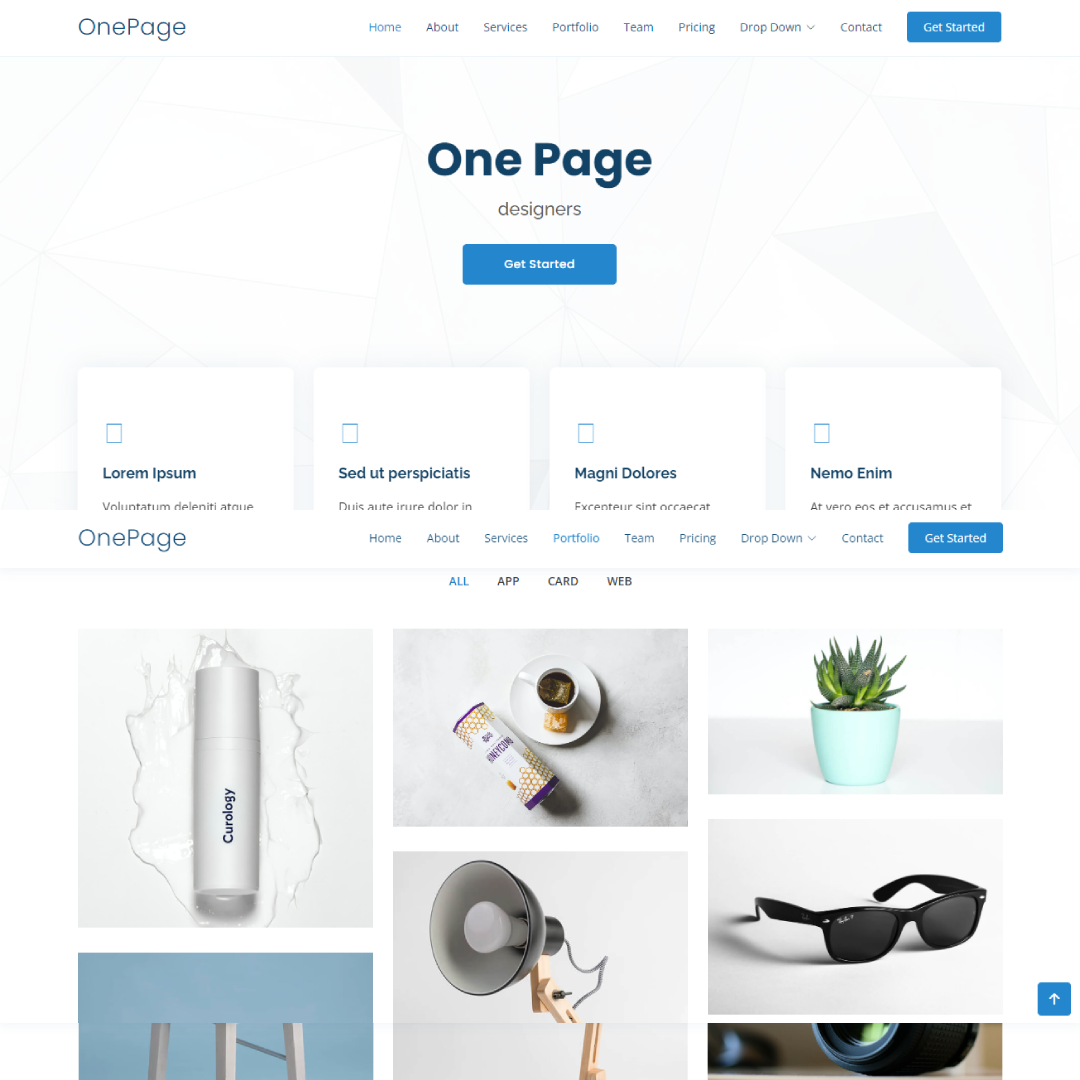 OnePage Home About Services Portfolio Team Pricing Drop Down Contact Get Started
One Page
designers
Get Started
Lorem Ipsum Sed ut perspiciatis Magni Dolores Nemo Enim
Voluptatum deleniti atque Duis aute irure dolor in Excepteur sint occaecat At vero eos et accusamus et
OnePage Home About Services Portfolio Team Pricing Drop Down Contact Get Started
ALL APP CARD WEB
Curology
HONEYCOMB
Ray-Ban